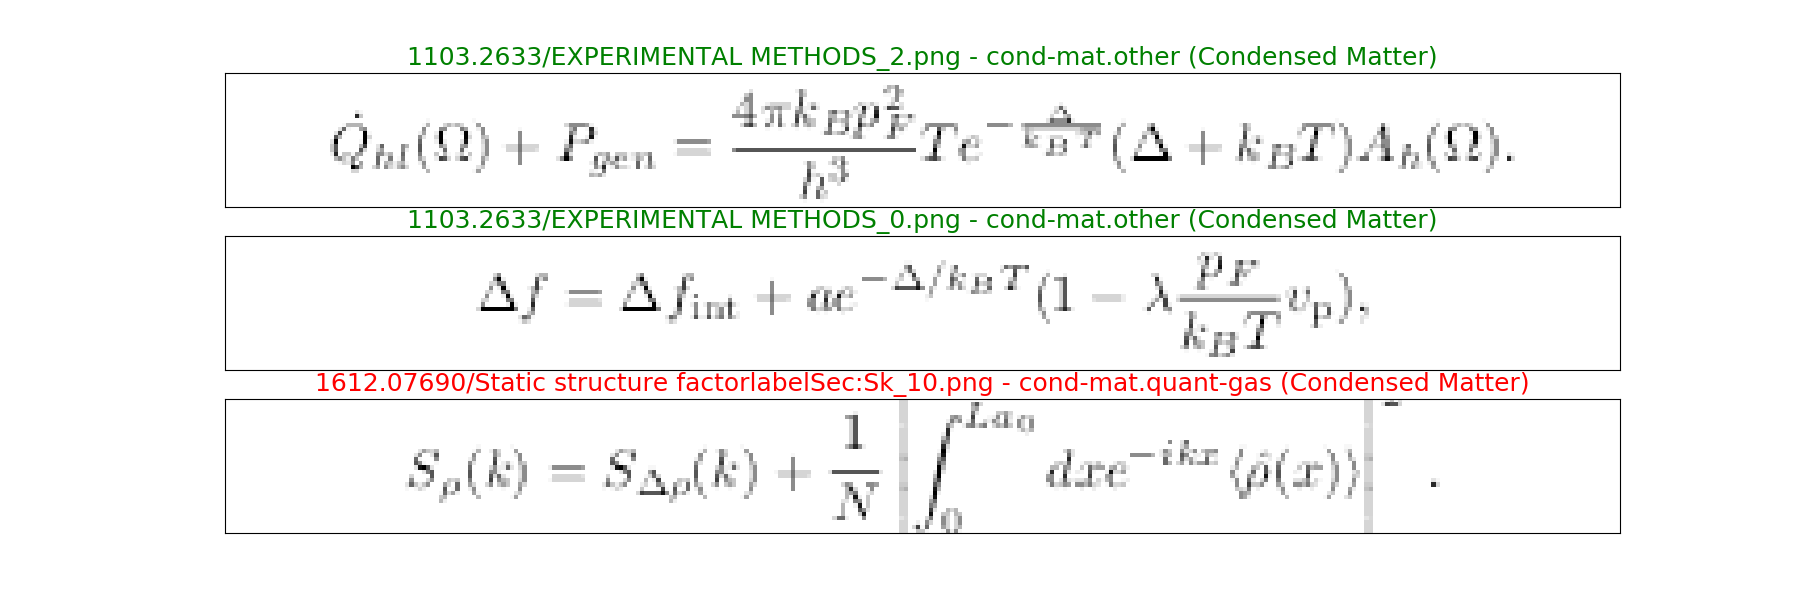 1103.2633/EXPERIMENTAL METHODS_2.png - cond-mat.other (Condensed Matter)
$\dot{Q}_{hl}(\Omega) + P_{gen} = \frac{4\pi k_B p_F^2}{h^3} T e^{-\frac{\Delta}{k_B T}} (\Delta + k_B T) A_h(\Omega).$
1103.2633/EXPERIMENTAL METHODS_0.png - cond-mat.other (Condensed Matter)
$\Delta f = \Delta f_{\mathrm{int}} + a e^{-\Delta/k_B T} (1 - \lambda \frac{p_F}{k_B T} v_{\mathrm{p}}),$
1612.07690/Static structure factorlabelSec:Sk_10.png - cond-mat.quant-gas (Condensed Matter)
$S_\rho(k) = S_{\Delta\rho}(k) + \frac{1}{N} \left| \int_0^{La_0} dx e^{-ikx} \langle \hat{\rho}(x) \rangle \right|^2 .$